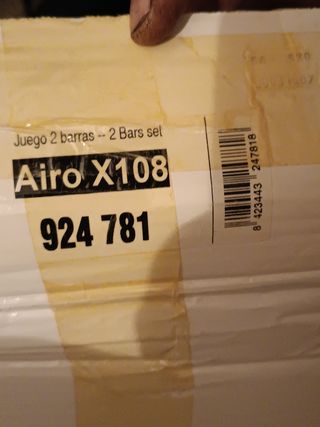 Juego 2 barras -- 2 Bars set
Airo X108
924 781
8 423443 247818